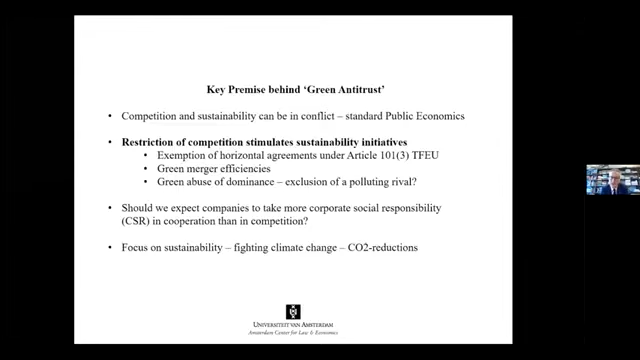 Key Premise behind ‘Green Antitrust’
• Competition and sustainability can be in conflict – standard Public Economics
• Restriction of competition stimulates sustainability initiatives
• Exemption of horizontal agreements under Article 101(3) TFEU
• Green merger efficiencies
• Green abuse of dominance – exclusion of a polluting rival?
• Should we expect companies to take more corporate social responsibility
(CSR) in cooperation than in competition?
• Focus on sustainability – fighting climate change – CO2-reductions
UNIVERSITEIT VAN AMSTERDAM
Amsterdam Center for Law & Economics